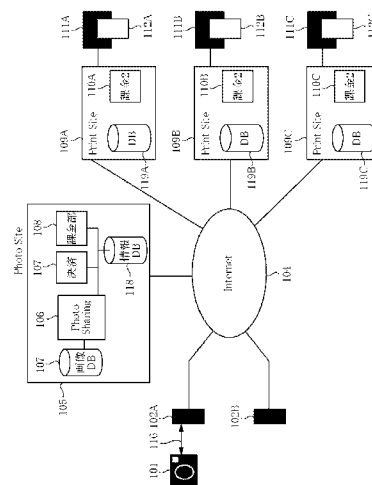 Photo Site
105
107
画像
DB
106
Photo
Sharing
107
決済
108
課金部
118
情報
DB
109A
Print Site
110A
課金2
DB
119A
111A
112A
109B
Print Site
110B
課金2
DB
119B
111B
112B
109C
Print Site
110C
課金2
DB
119C
111C
112C
Internet
104
101
116
102A
102B